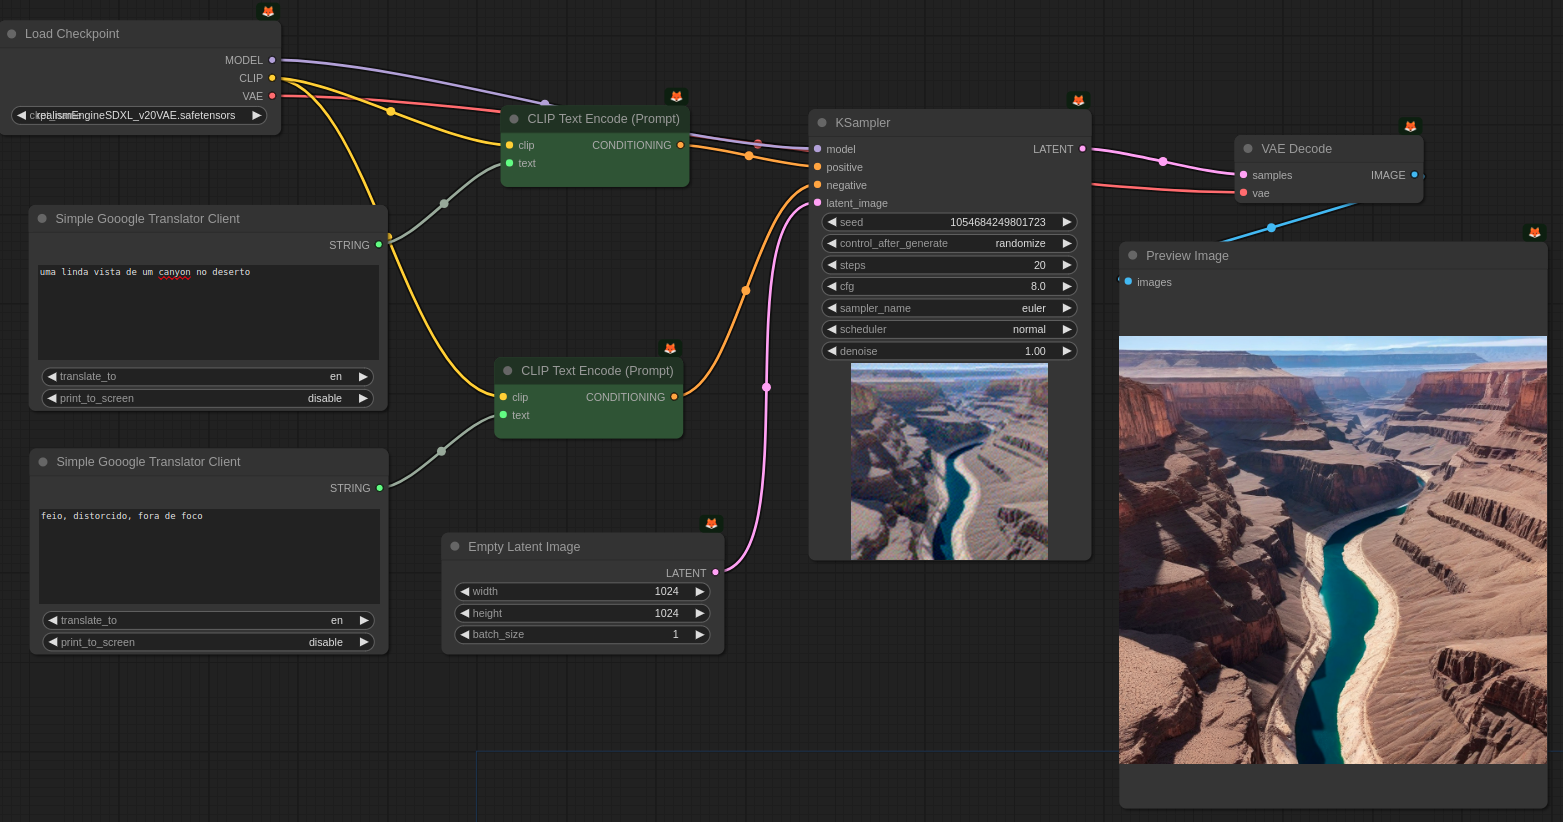 Load Checkpoint
MODEL
CLIP
VAE
realismEngineSDXL_v20VAE.safetensors
CLIP Text Encode (Prompt)
clip
CONDITIONING
text
Simple Gooogle Translator Client
STRING
uma linda vista de um canyon no deserto
translate_to en
print_to_screen disable
CLIP Text Encode (Prompt)
clip
CONDITIONING
text
Simple Gooogle Translator Client
STRING
feio, distorcido, fora de foco
translate_to en
print_to_screen disable
Empty Latent Image
LATENT
width 1024
height 1024
batch_size 1
KSampler
model
LATENT
positive
negative
latent_image
seed 1054684249801723
control_after_generate randomize
steps 20
cfg 8.0
sampler_name euler
scheduler normal
denoise 1.00
VAE Decode
samples
IMAGE
vae
Preview Image
images